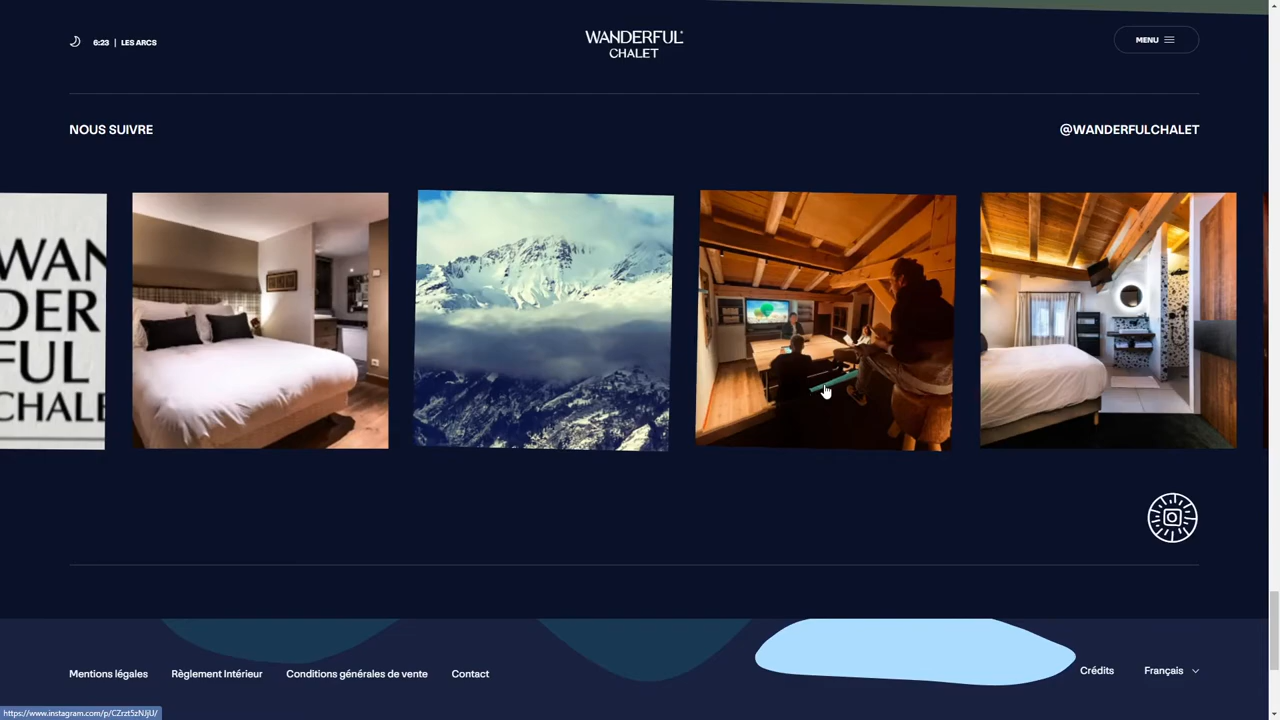 6:23 | LES ARCS
WANDERFUL
CHALET
MENU
NOUS SUIVRE
@WANDERFULCHALET
WAN
DER
FUL
CHALE
Mentions légales
Règlement Intérieur
Conditions générales de vente
Contact
Crédits
Français
https://www.instagram.com/p/CZrzt5zNJjU/